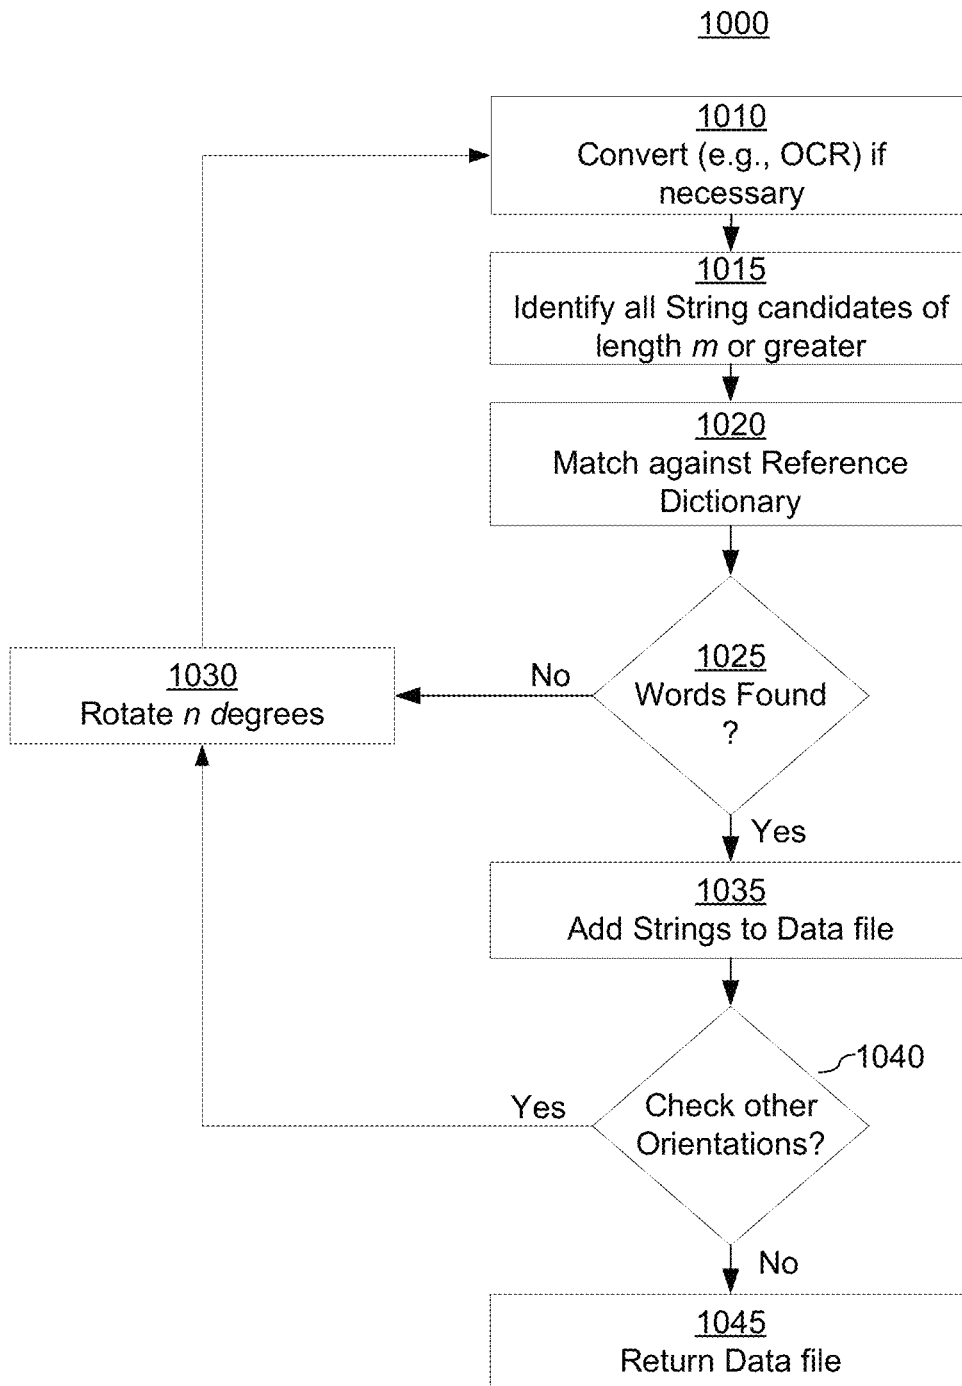 1000
1010
Convert (e.g., OCR) if
necessary
1015
Identify all String candidates of
length m or greater
1020
Match against Reference
Dictionary
1025
Words Found
?
No
1030
Rotate n degrees
Yes
1035
Add Strings to Data file
1040
Check other
Orientations?
Yes
No
1045
Return Data file